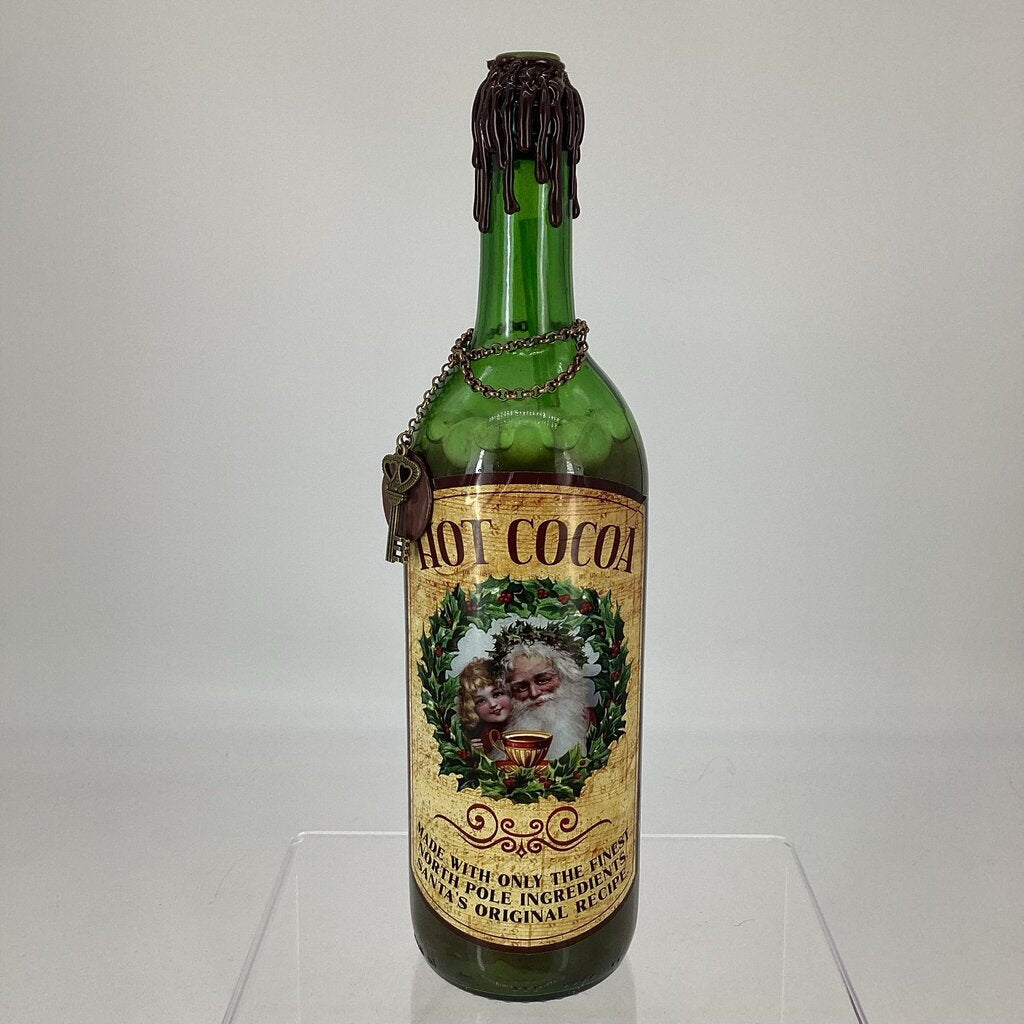 HOT COCOA
MADE WITH ONLY THE FINEST
NORTH POLE INGREDIENTS!
SANTA'S ORIGINAL RECIPE!